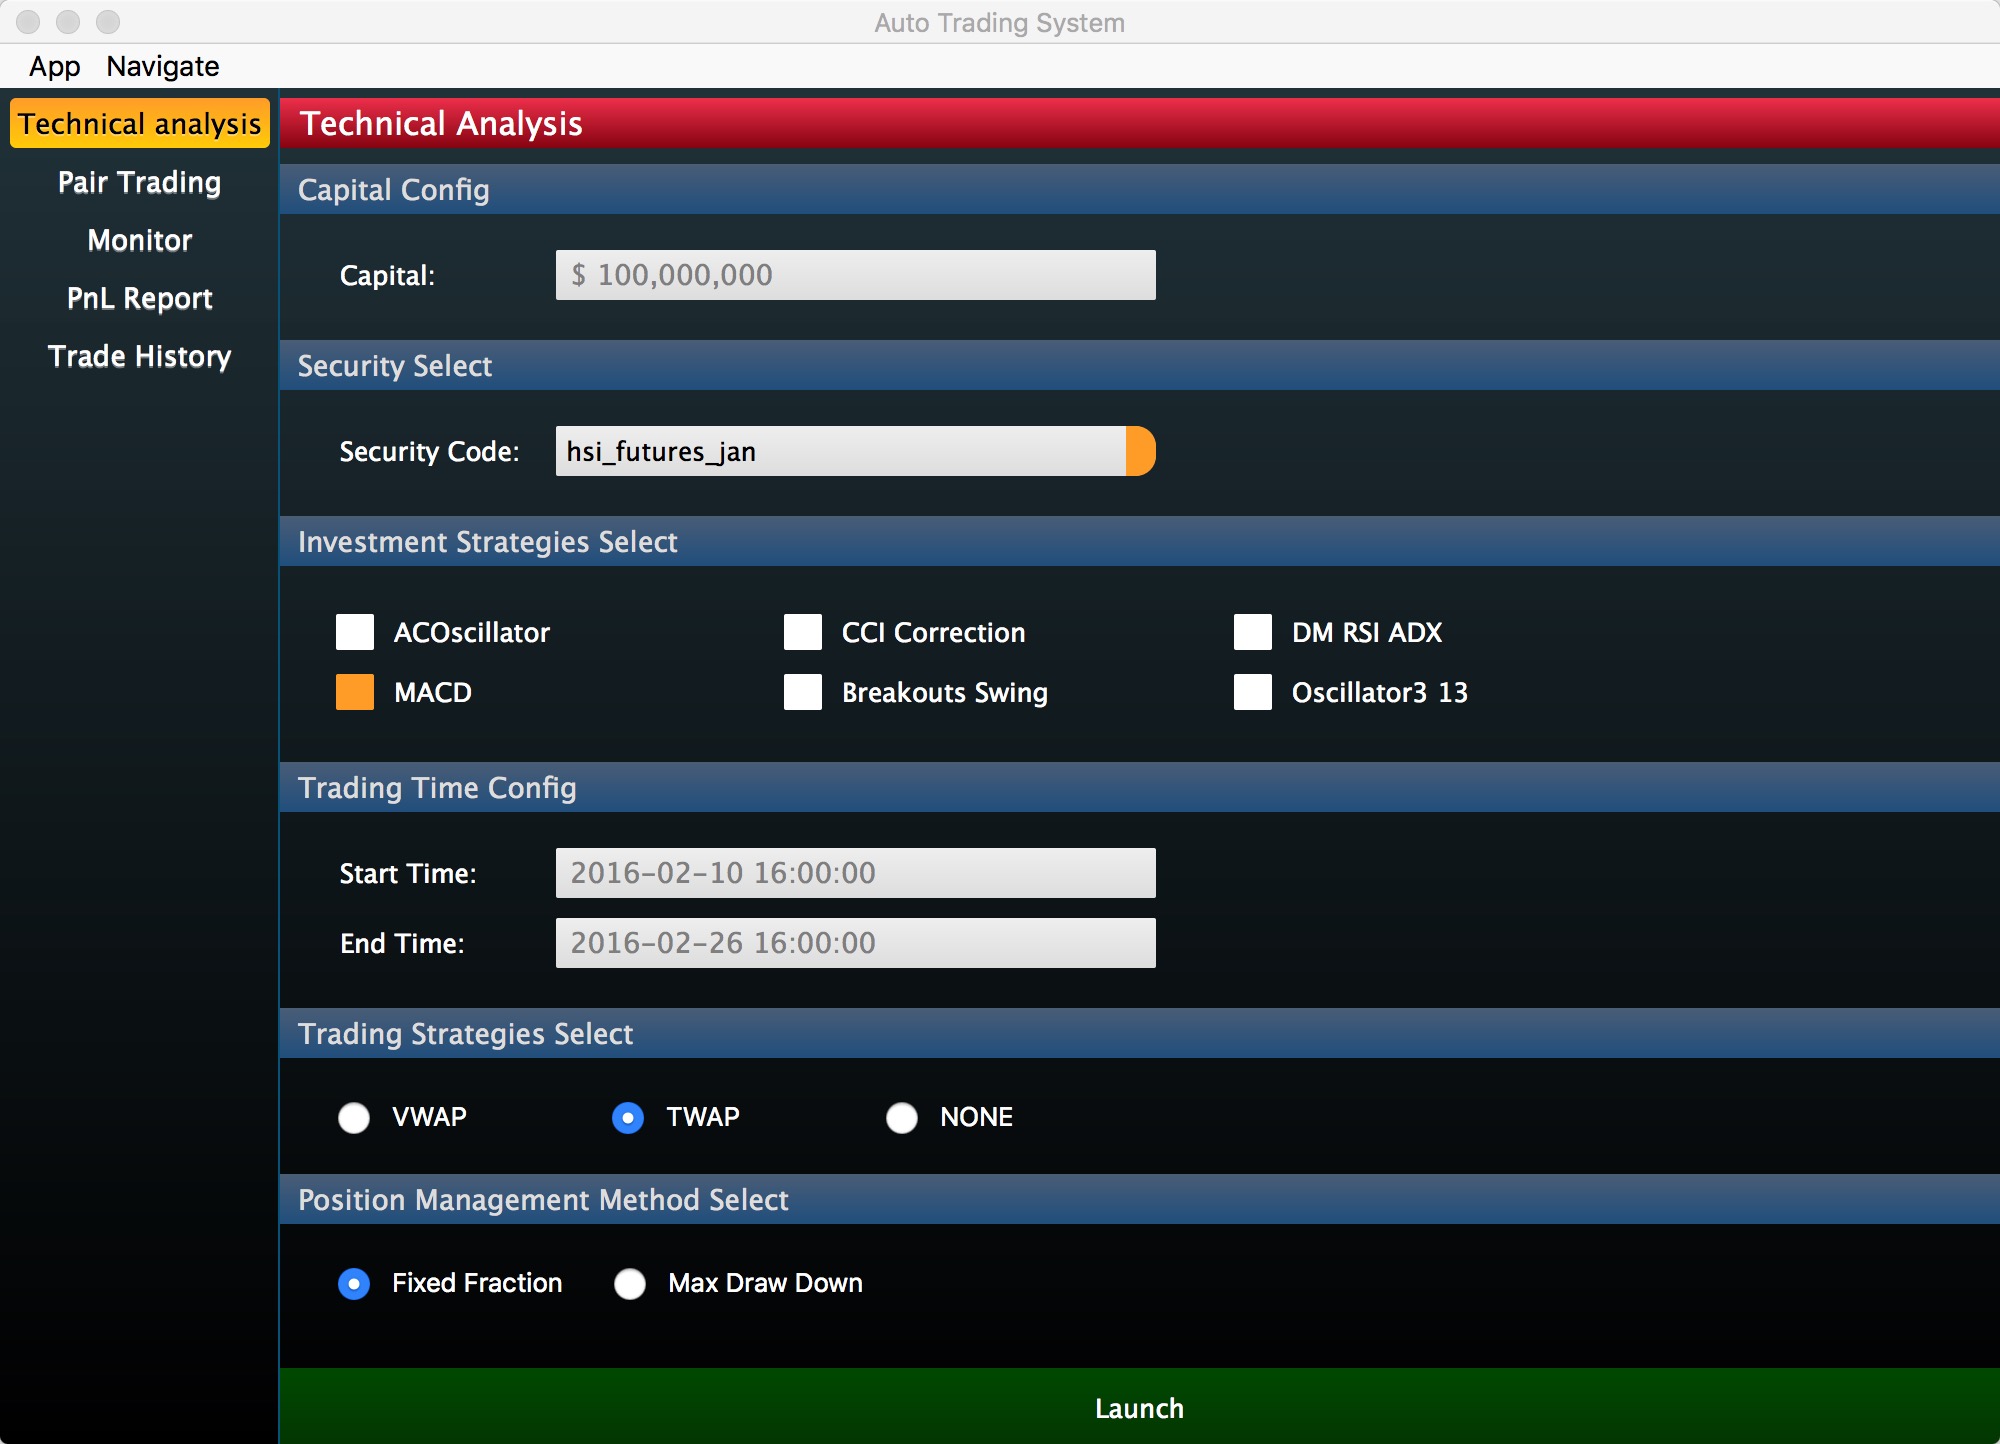 Auto Trading System
App Navigate
Technical analysis
Pair Trading
Monitor
PnL Report
Trade History
Technical Analysis
Capital Config
Capital: $ 100,000,000
Security Select
Security Code: hsi_futures_jan
Investment Strategies Select
ACOscillator CCI Correction DM RSI ADX
MACD Breakouts Swing Oscillator3 13
Trading Time Config
Start Time: 2016-02-10 16:00:00
End Time: 2016-02-26 16:00:00
Trading Strategies Select
VWAP TWAP NONE
Position Management Method Select
Fixed Fraction Max Draw Down
Launch